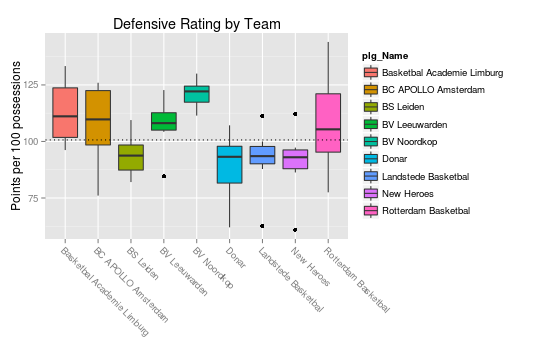 Defensive Rating by Team
Points per 100 possessions
125
100
75
Basketbal Academie Limburg
BC APOLLO Amsterdam
BS Leiden
BV Leeuwarden
BV Noordkop
Donar
Landstede Basketbal
New Heroes
Rotterdam Basketbal
plg_Name
Basketbal Academie Limburg
BC APOLLO Amsterdam
BS Leiden
BV Leeuwarden
BV Noordkop
Donar
Landstede Basketbal
New Heroes
Rotterdam Basketbal